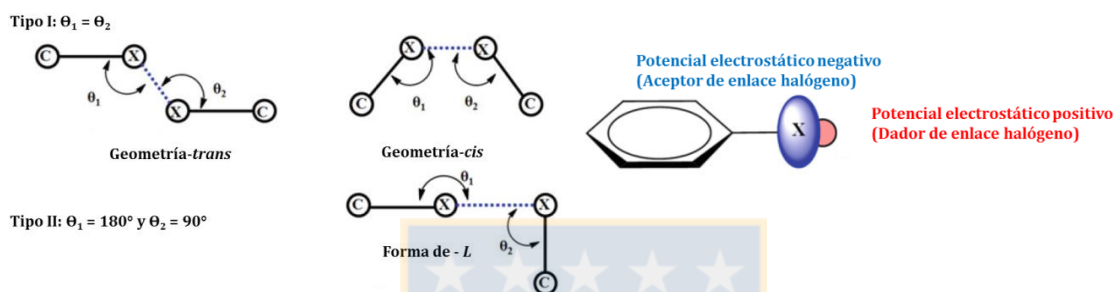 Tipo I: Θ₁ = Θ₂
C X
θ₁ θ₂
X C
Geometría-trans
X X
C θ₁ θ₂ C
Geometría-cis
Potencial electrostático negativo
(Aceptor de enlace halógeno)
X
Potencial electrostático positivo
(Dador de enlace halógeno)
Tipo II: Θ₁ = 180° y Θ₂ = 90°
θ₁
C X X
θ₂
C
Forma de - L